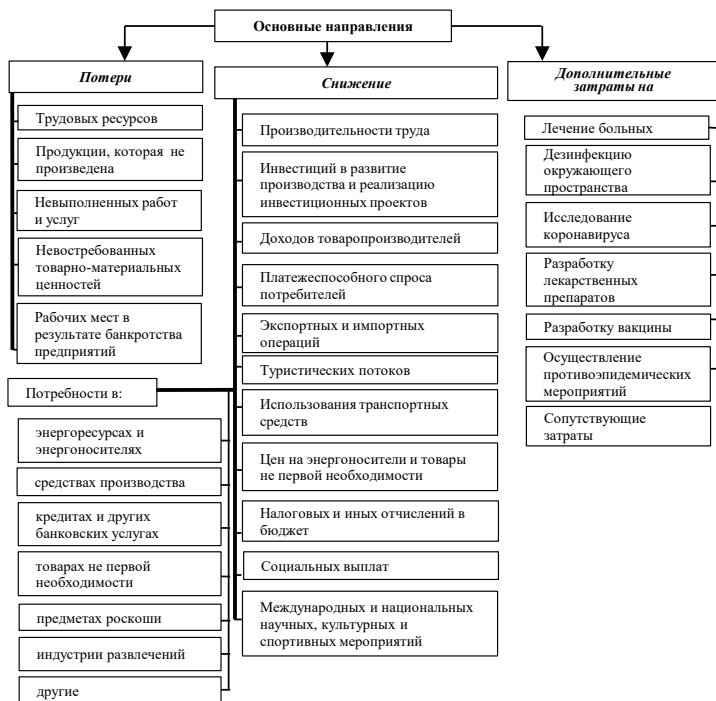 Основные направления
Потери
Трудовых ресурсов
Продукции, которая не
произведена
Невыполненных работ
и услуг
Невостребованных
товарно-материальных
ценностей
Рабочих мест в
результате банкротства
предприятий
Потребности в:
энергоресурсах и
энергоносителях
средствах производства
кредитах и других
банковских услугах
товарах не первой
необходимости
предметах роскоши
индустрии развлечений
другие
Снижение
Производительности труда
Инвестиций в развитие
производства и реализацию
инвестиционных проектов
Доходов товаропроизводителей
Платежеспособного спроса
потребителей
Экспортных и импортных
операций
Туристических потоков
Использования транспортных
средств
Цен на энергоносители и товары
не первой необходимости
Налоговых и иных отчислений в
бюджет
Социальных выплат
Международных и национальных
научных, культурных и
спортивных мероприятий
Дополнительные
затраты на
Лечение больных
Дезинфекцию
окружающего
пространства
Исследование
коронавируса
Разработку
лекарственных
препаратов
Разработку вакцины
Осуществление
противоэпидемических
мероприятий
Сопутствующие
затраты